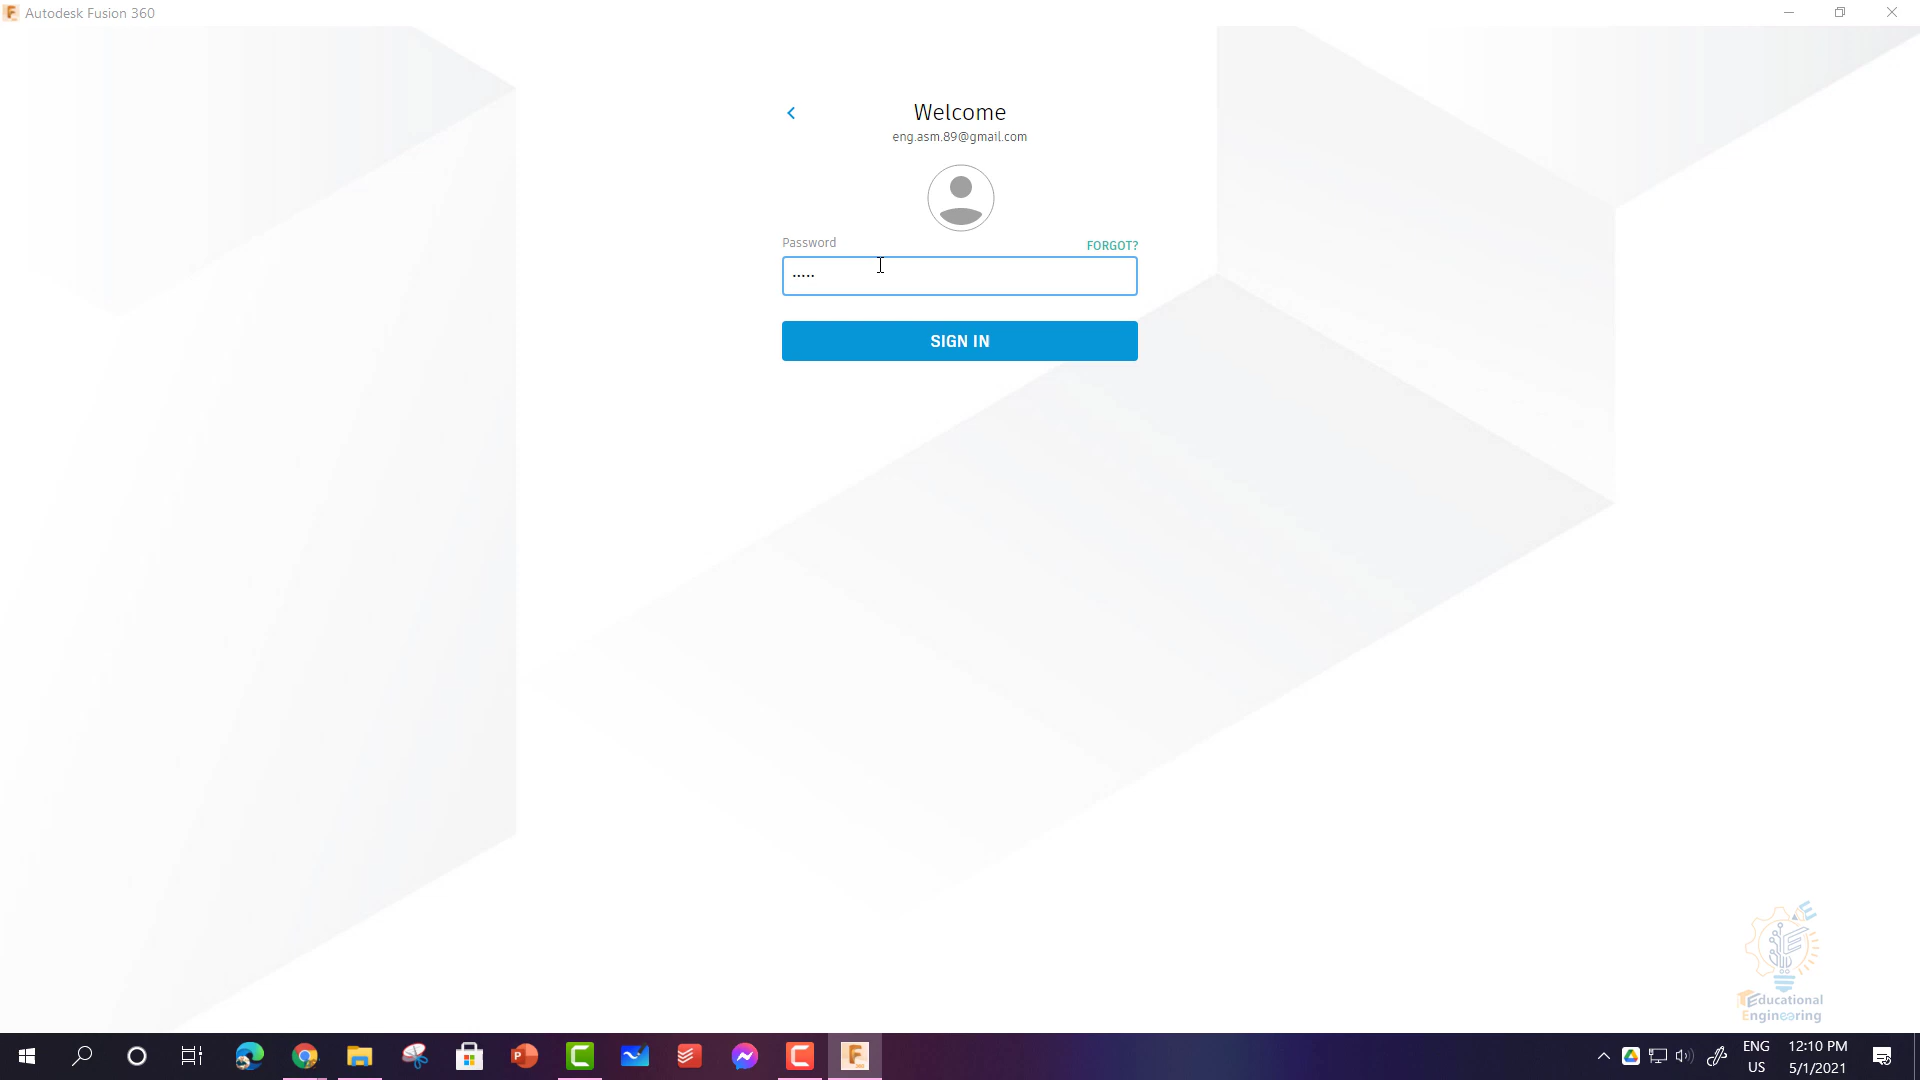 Autodesk Fusion 360
Welcome
eng.asm.89@gmail.com
Password
FORGOT?
.....
SIGN IN
Educational
Engineering
ENG
US
12:10 PM
5/1/2021